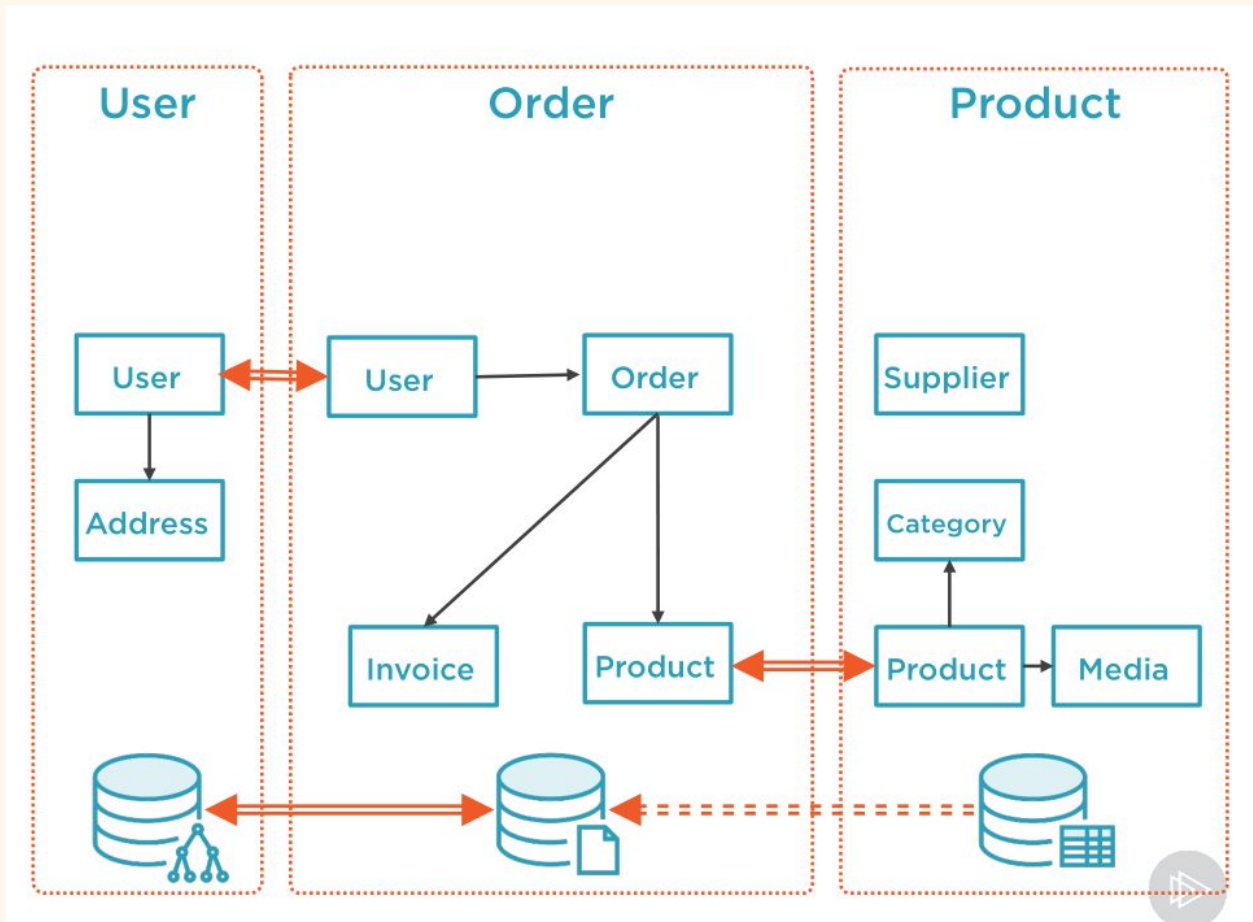 User
Order
Product
User
User
Order
Supplier
Address
Category
Invoice
Product
Product
Media